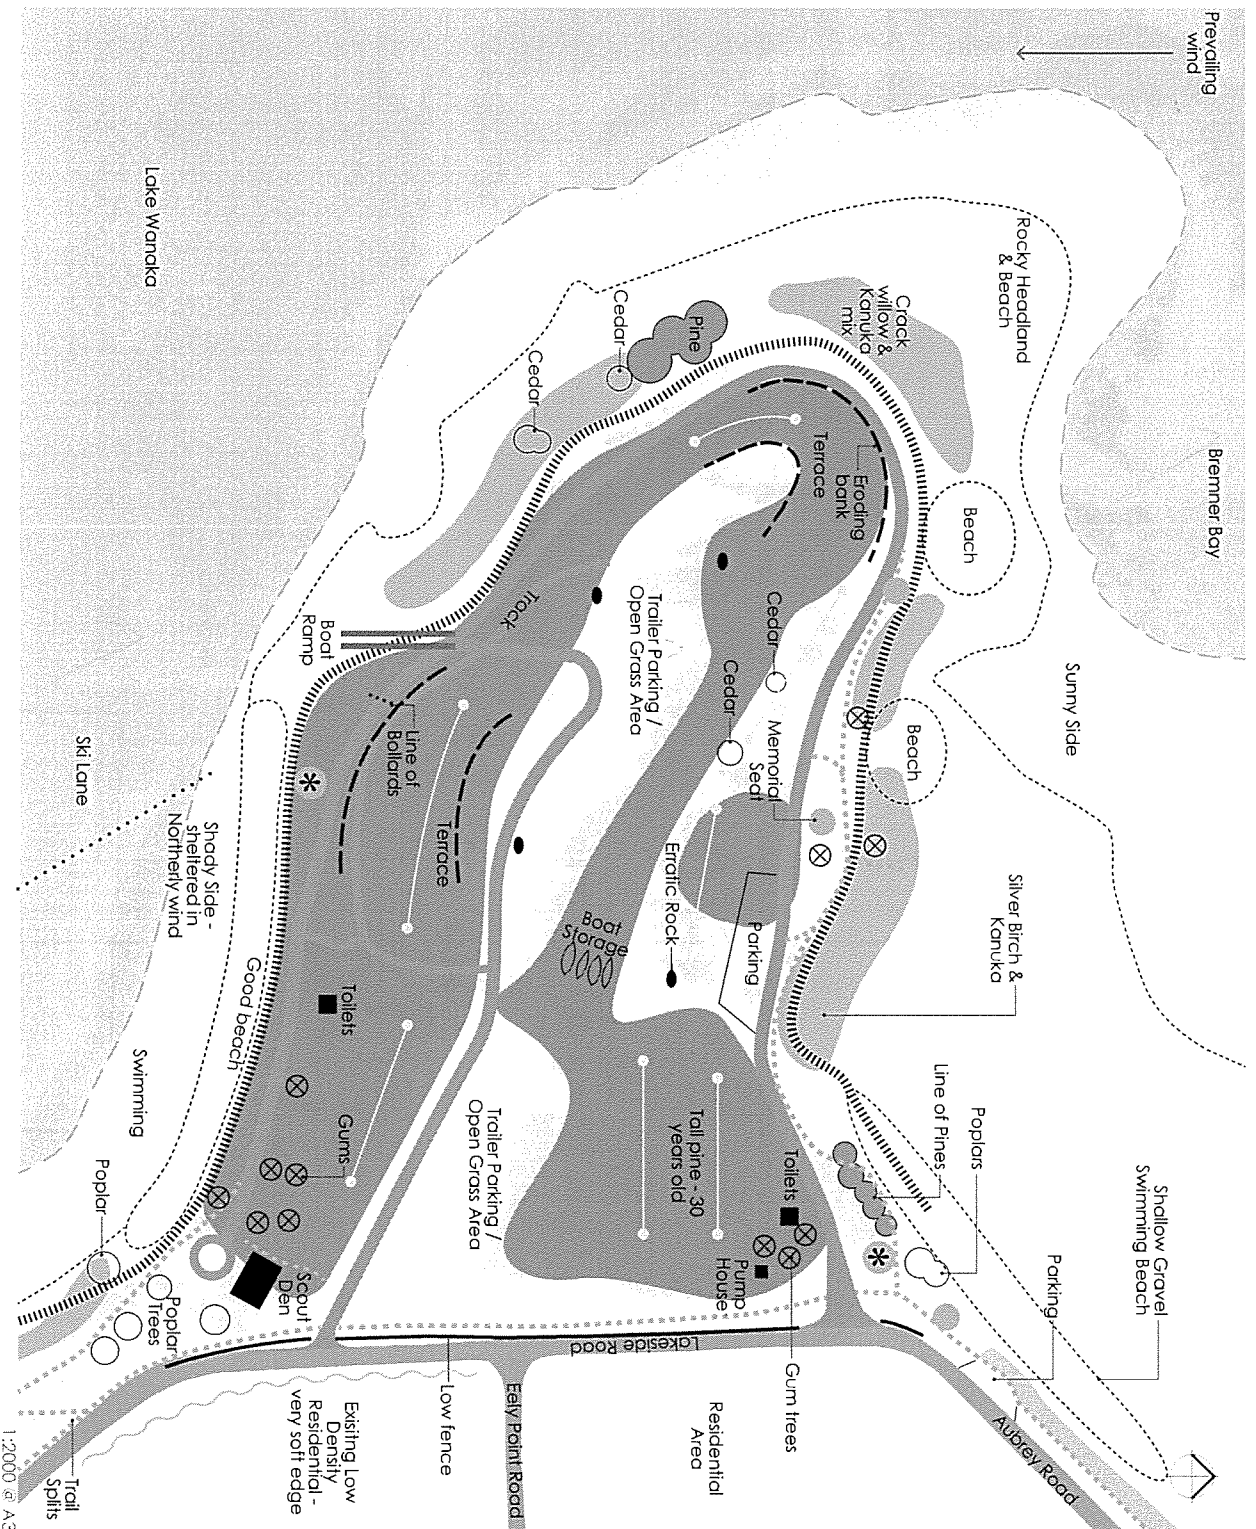 Prevailing
wind
Bremner Bay
Lake Wanaka
Rocky Headland
& Beach
Crack
willow &
Kanuka
mix
Pine
Cedar
Cedar
Beach
Sunny Side
Eroding
bank
Terrace
Track
Trailer Parking /
Open Grass Area
Cedar
Cedar
Boat
Ramp
Beach
Memorial
Seat
Line of
Bollards
Terrace
Ski Lane
Shady Side -
sheltered in
Northerly wind
Silver Birch &
Kanuka
Erratic Rock
Parking
Boat
Storage
Toilets
Good beach
Swimming
Line of Pines
Poplars
Shallow Gravel
Swimming Beach
Parking
Tall pine - 30
years old
Toilets
Pump
House
Trailer Parking /
Open Grass Area
Gums
Poplar
Scout
Den
Poplar
Trees
Lakeside Road
Gum trees
Low fence
Eely Point Road
Residential
Area
Aubrey Road
Exisitng Low
Density
Residential -
very soft edge
Trail
Splits
1:2000 @ A3